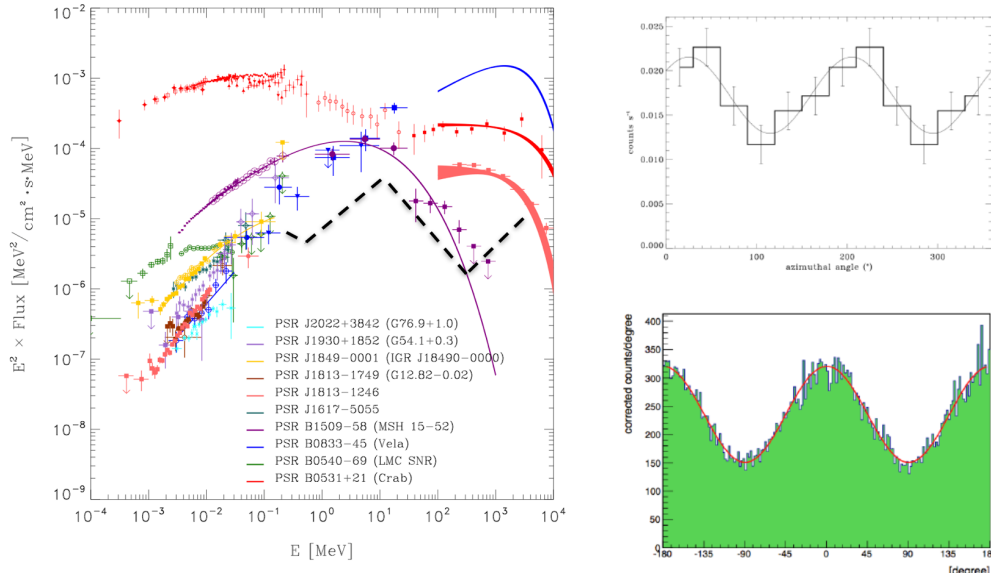 10⁻²
10⁻³
10⁻⁴
10⁻⁵
10⁻⁶
10⁻⁷
10⁻⁸
10⁻⁹
E² × Flux [MeV²/cm²·s·MeV]
PSR J2022+3842 (G76.9+1.0)
PSR J1930+1852 (G54.1+0.3)
PSR J1849-0001 (IGR J18490-0000)
PSR J1813-1749 (G12.82-0.02)
PSR J1813-1246
PSR J1617-5055
PSR B1509-58 (MSH 15-52)
PSR B0833-45 (Vela)
PSR B0540-69 (LMC SNR)
PSR B0531+21 (Crab)
10⁻⁴ 10⁻³ 10⁻² 10⁻¹ 10⁰ 10¹ 10² 10³ 10⁴
E [MeV]
0.025
0.020
0.015
0.010
0.005
0.000
counts s⁻¹
0 100 200 300
azimuthal angle (°)
400
350
300
250
200
150
100
50
0
corrected counts/degree
-180 -135 -90 -45 0 45 90 135 18
[degree]